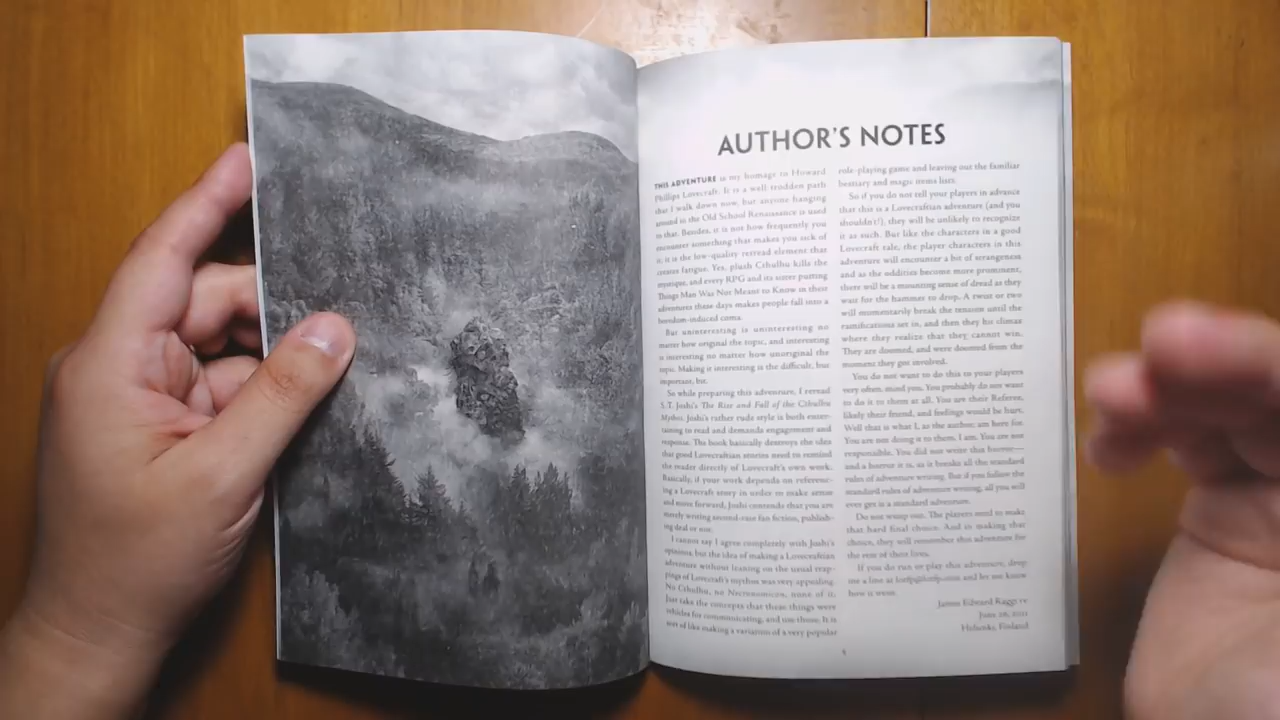 AUTHOR'S NOTES
THIS ADVENTURE is my homage to Howard
Phillips Lovecraft. It is a well-trodden path
that I walk down now, but anyone hanging
around in the Old School Renaissance is used
to that. Besides, it is not how frequently you
encounter something that makes you sick of
it; it is the low-quality retread element that
creates fatigue. Yes, plush Cthulhu kills the
mystique, and every RPG and its sister putting
Things Man Was Not Meant to Know in their
adventures these days makes people fall into a
boredom-induced coma.
But uninteresting is uninteresting no
matter how original the topic, and interesting
is interesting no matter how unoriginal the
topic. Making it interesting is the difficult, but
important, bit.
So while preparing this adventure, I reread
S.T. Joshi's The Rise and Fall of the Cthulhu
Mythos. Joshi's rather rude style is both enter-
taining to read and demands engagement and
response. The book basically destroys the idea
that good Lovecraftian stories need to remind
the reader directly of Lovecraft's own work.
Basically, if your work depends on referenc-
ing a Lovecraft story in order to make sense
and move forward, Joshi contends that you are
merely writing second-rate fan fiction, publish-
ing deal or not.
I cannot say I agree completely with Joshi's
opinions, but the idea of making a Lovecraftian
adventure without leaning on the usual trap-
pings of Lovecraft's mythos was very appealing.
No Cthulhu, no Necronomicon, none of it.
Just take the concepts that these things were
vehicles for communicating, and use those. It is
sort of like making a variation of a very popular
role-playing game and leaving out the familiar
bestiary and magic items lists.
So if you do not tell your players in advance
that this is a Lovecraftian adventure (and you
shouldn't!), they will be unlikely to recognize
it as such. But like the characters in a good
Lovecraft tale, the player characters in this
adventure will encounter a bit of strangeness
and as the oddities become more prominent,
there will be a mounting sense of dread as they
wait for the hammer to drop. A twist or two
will momentarily break the tension until the
ramifications set in, and then they hit climax
where they realize that they cannot win.
They are doomed, and were doomed from the
moment they got involved.
You do not want to do this to your players
very often, mind you. You probably do not want
to do it to them at all. You are their Referee,
likely their friend, and feelings would be hurt.
Well that is what I, as the author, am here for.
You are not doing it to them, I am. You are not
responsible. You did not write this horror—
and a horror it is, as it breaks all the standard
rules of adventure writing. But if you follow the
standard rules of adventure writing, all you will
ever get is a standard adventure.
Do not wimp out. The players need to make
that hard final choice. And in making that
choice, they will remember this adventure for
the rest of their lives.
If you do run or play this adventure, drop
me a line at lotfp@lotfp.com and let me know
how it went.
James Edward Raggi IV
June 26, 2011
Helsinki, Finland